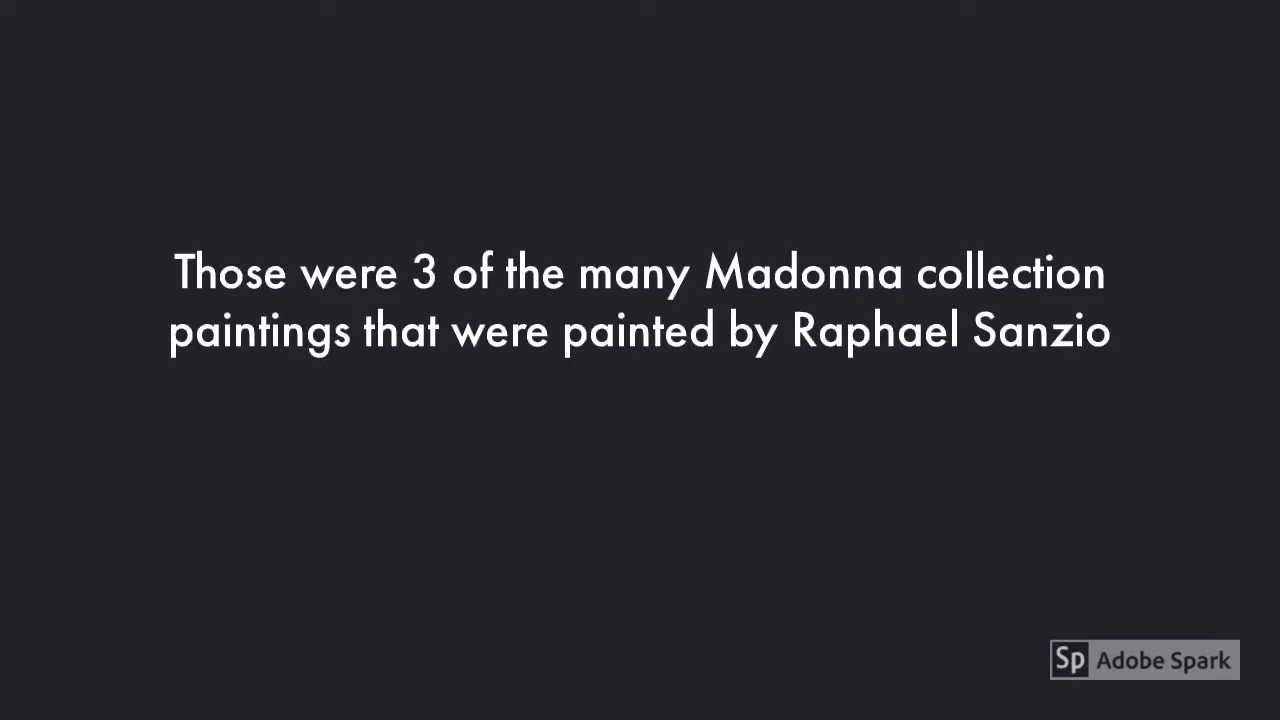 Those were 3 of the many Madonna collection
paintings that were painted by Raphael Sanzio
Sp Adobe Spark